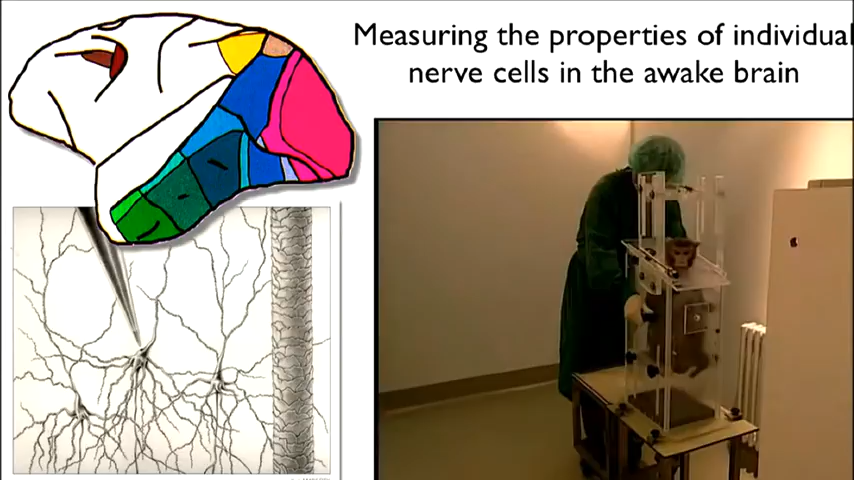 Measuring the properties of individual
nerve cells in the awake brain